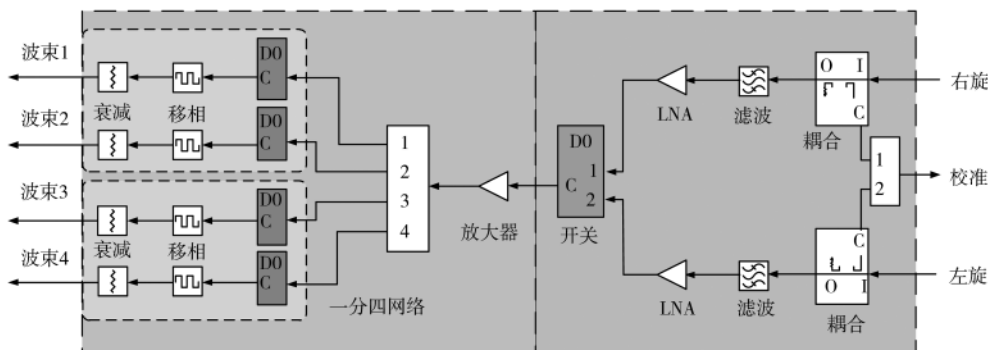 波束1
衰减
移相
D0
C
波束2
D0
C
波束3
衰减
移相
D0
C
波束4
D0
C
1
2
3
4
一分四网络
放大器
D0
1
C
2
开关
LNA
滤波
O I
C
耦合
右旋
1
2
校准
LNA
滤波
C
O I
耦合
左旋